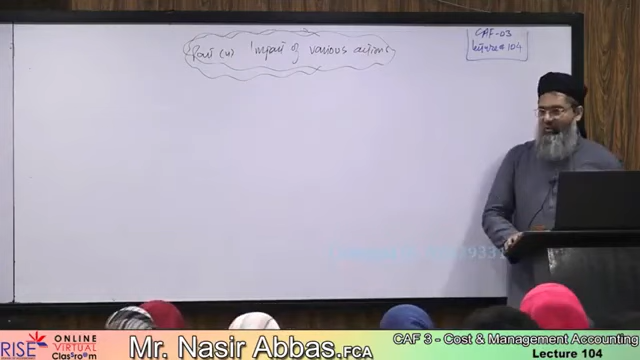 Part (4) Impact of various actions
CAF-03
Lecture # 104
RISE
ONLINE
VIRTUAL
Classroom
Mr. Nasir Abbas.FCA
CAF 3 - Cost & Management Accounting
Lecture 104